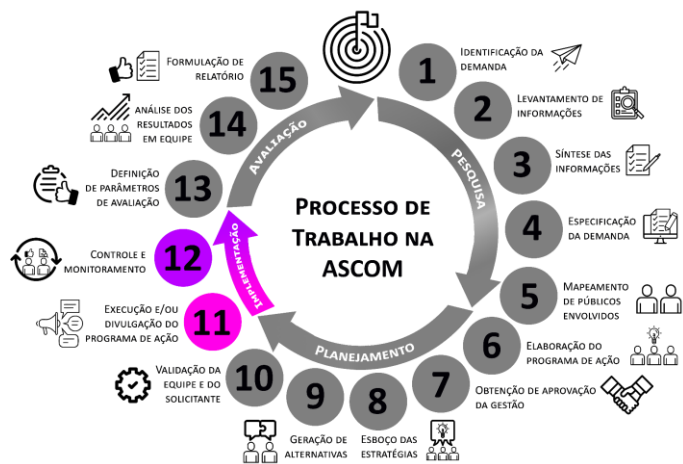 PROCESSO DE
TRABALHO NA
ASCOM
PESQUISA
PLANEJAMENTO
IMPLEMENTAÇÃO
AVALIAÇÃO
1
IDENTIFICAÇÃO DA
DEMANDA
2
LEVANTAMENTO DE
INFORMAÇÕES
3
SÍNTESE DAS
INFORMAÇÕES
4
ESPECIFICAÇÃO
DA DEMANDA
5
MAPEAMENTO
DE PÚBLICOS
ENVOLVIDOS
6
ELABORAÇÃO DO
PROGRAMA DE AÇÃO
7
OBTENÇÃO DE APROVAÇÃO
DA GESTÃO
8
ESBOÇO DAS
ESTRATÉGIAS
9
GERAÇÃO DE
ALTERNATIVAS
10
VALIDAÇÃO DA
EQUIPE E DO
SOLICITANTE
11
EXECUÇÃO E/OU
DIVULGAÇÃO DO
PROGRAMA DE AÇÃO
12
CONTROLE E
MONITORAMENTO
13
DEFINIÇÃO
DE PARÂMETROS
DE AVALIAÇÃO
14
ANÁLISE DOS
RESULTADOS
EM EQUIPE
15
FORMULAÇÃO DE
RELATÓRIO